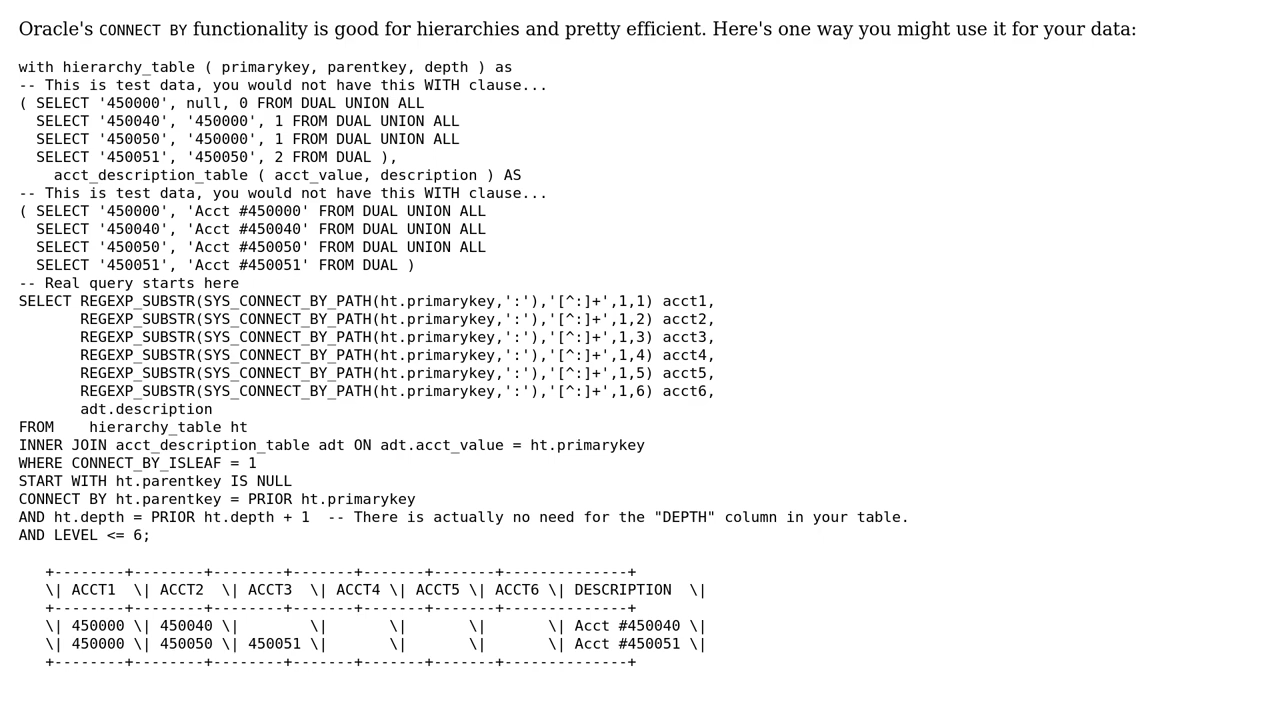 Oracle's CONNECT BY functionality is good for hierarchies and pretty efficient. Here's one way you might use it for your data:
with hierarchy_table ( primarykey, parentkey, depth ) as
-- This is test data, you would not have this WITH clause...
( SELECT '450000', null, 0 FROM DUAL UNION ALL
  SELECT '450040', '450000', 1 FROM DUAL UNION ALL
  SELECT '450050', '450000', 1 FROM DUAL UNION ALL
  SELECT '450051', '450050', 2 FROM DUAL ),
    acct_description_table ( acct_value, description ) AS
-- This is test data, you would not have this WITH clause...
( SELECT '450000', 'Acct #450000' FROM DUAL UNION ALL
  SELECT '450040', 'Acct #450040' FROM DUAL UNION ALL
  SELECT '450050', 'Acct #450050' FROM DUAL UNION ALL
  SELECT '450051', 'Acct #450051' FROM DUAL )
-- Real query starts here
SELECT REGEXP_SUBSTR(SYS_CONNECT_BY_PATH(ht.primarykey,':'),'[^:]+',1,1) acct1,
       REGEXP_SUBSTR(SYS_CONNECT_BY_PATH(ht.primarykey,':'),'[^:]+',1,2) acct2,
       REGEXP_SUBSTR(SYS_CONNECT_BY_PATH(ht.primarykey,':'),'[^:]+',1,3) acct3,
       REGEXP_SUBSTR(SYS_CONNECT_BY_PATH(ht.primarykey,':'),'[^:]+',1,4) acct4,
       REGEXP_SUBSTR(SYS_CONNECT_BY_PATH(ht.primarykey,':'),'[^:]+',1,5) acct5,
       REGEXP_SUBSTR(SYS_CONNECT_BY_PATH(ht.primarykey,':'),'[^:]+',1,6) acct6,
       adt.description
FROM    hierarchy_table ht
INNER JOIN acct_description_table adt ON adt.acct_value = ht.primarykey
WHERE CONNECT_BY_ISLEAF = 1
START WITH ht.parentkey IS NULL
CONNECT BY ht.parentkey = PRIOR ht.primarykey
AND ht.depth = PRIOR ht.depth + 1  -- There is actually no need for the "DEPTH" column in your table.
AND LEVEL <= 6;
   +--------+--------+--------+-------+-------+-------+--------------+
   \| ACCT1  \| ACCT2  \| ACCT3  \| ACCT4 \| ACCT5 \| ACCT6 \| DESCRIPTION  \|
   +--------+--------+--------+-------+-------+-------+--------------+
   \| 450000 \| 450040 \|        \|       \|       \|       \| Acct #450040 \|
   \| 450000 \| 450050 \| 450051 \|       \|       \|       \| Acct #450051 \|
   +--------+--------+--------+-------+-------+-------+--------------+